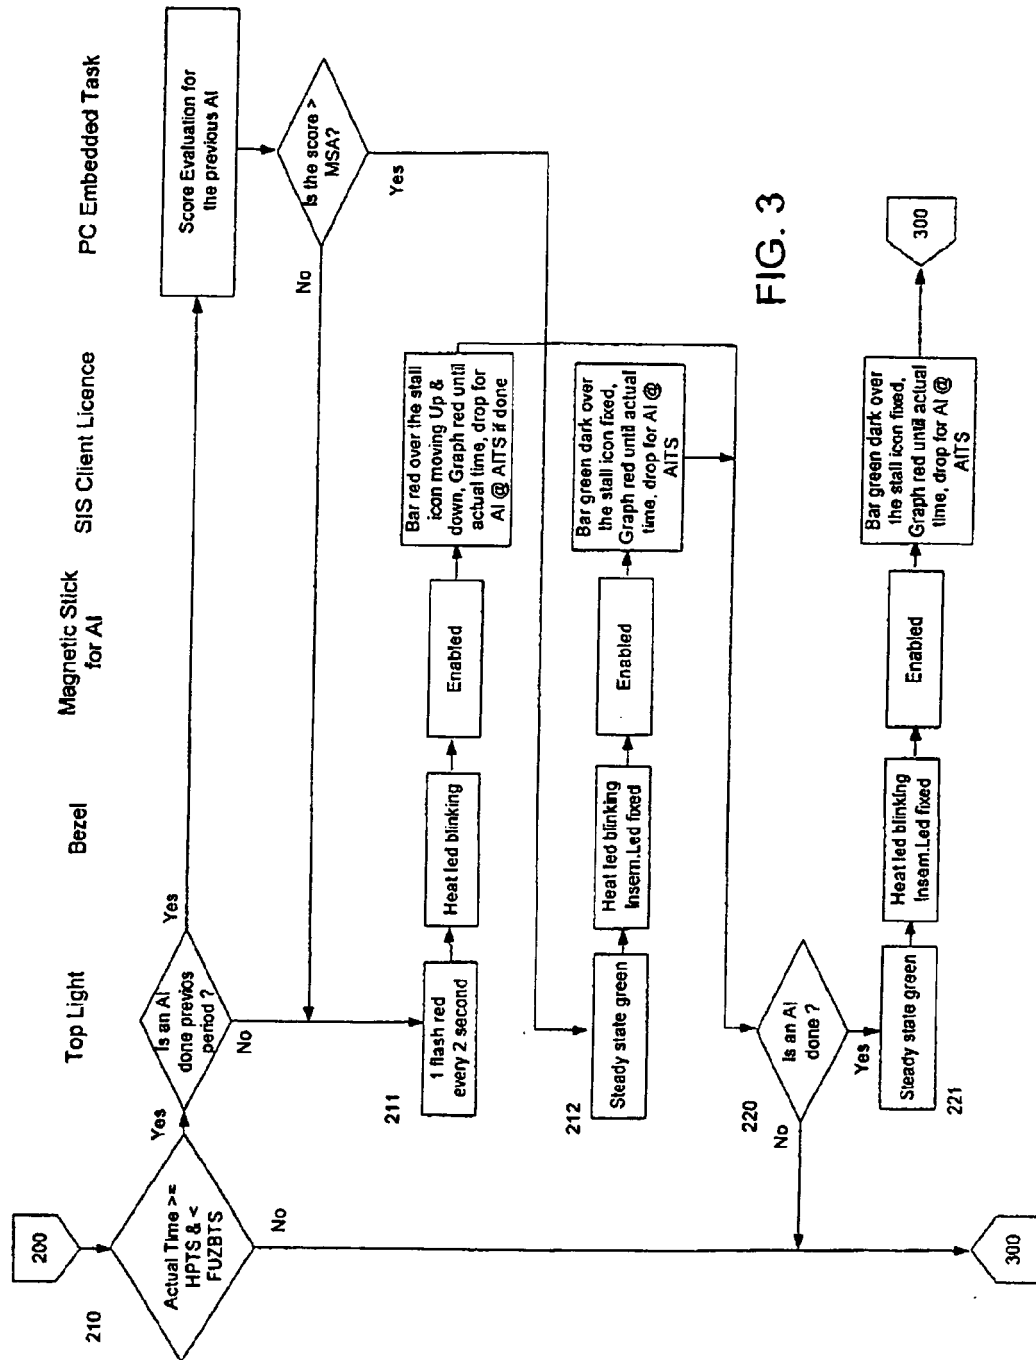 Top Light
Bezel
Magnetic Stick
for AI
SIS Client Licence
PC Embedded Task
200
210
Actual Time >=
HPTS & <
FUZBTS
Yes
No
Is an AI
done previos
period ?
Yes
No
Score Evaluation for
the previous AI
Is the score >
MSA?
No
Yes
211
1 flash red
every 2 second
Heat led blinking
Enabled
Bar red over the stall
icon moving Up &
down, Graph red until
actual time, drop for
AI @ AITS if done
212
Steady state green
Heat led blinking
Insem.Led fixed
Enabled
Bar green dark over
the stall icon fixed,
Graph red until actual
time, drop for AI @
AITS
220
Is an AI
done ?
No
Yes
221
Steady state green
Heat led blinking
Insem.Led fixed
Enabled
Bar green dark over
the stall icon fixed,
Graph red until actual
time, drop for AI @
AITS
300
300
FIG. 3